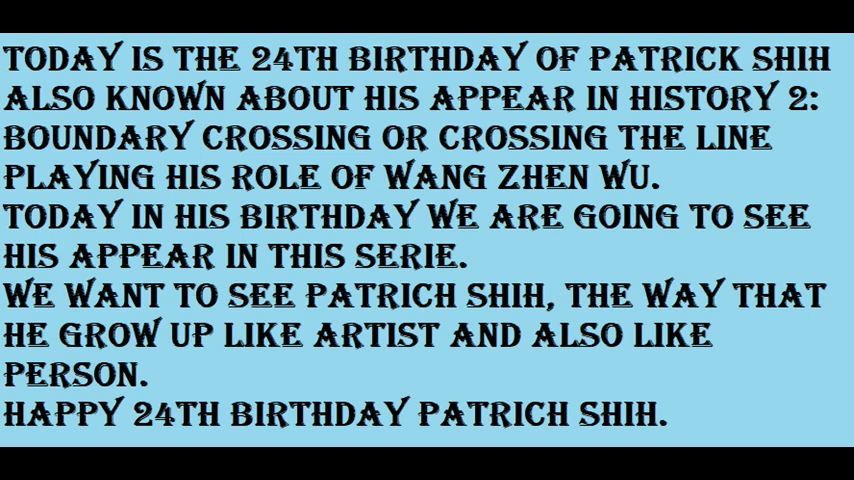 TODAY IS THE 24TH BIRTHDAY OF PATRICK SHIH
ALSO KNOWN ABOUT HIS APPEAR IN HISTORY 2:
BOUNDARY CROSSING OR CROSSING THE LINE
PLAYING HIS ROLE OF WANG ZHEN WU.
TODAY IN HIS BIRTHDAY WE ARE GOING TO SEE
HIS APPEAR IN THIS SERIE.
WE WANT TO SEE PATRICH SHIH, THE WAY THAT
HE GROW UP LIKE ARTIST AND ALSO LIKE
PERSON.
HAPPY 24TH BIRTHDAY PATRICH SHIH.